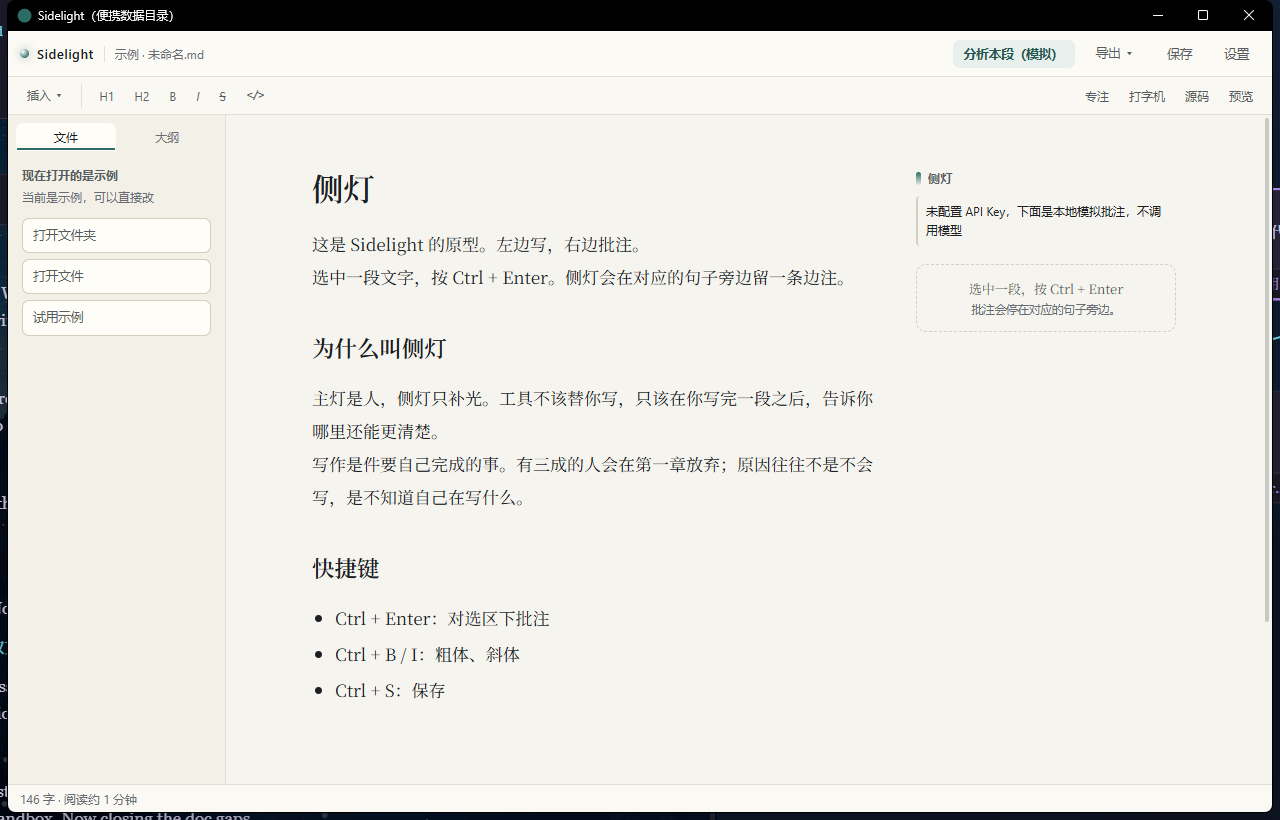 Sidelight（便携数据目录）
Sidelight
示例 · 未命名.md
分析本段（模拟）
导出
保存
设置
插入
H1
H2
B
I
S
</>
专注
打字机
源码
预览
文件
大纲
现在打开的是示例
当前是示例，可以直接改
打开文件夹
打开文件
试用示例
侧灯
这是 Sidelight 的原型。左边写，右边批注。
选中一段文字，按 Ctrl + Enter。侧灯会在对应的句子旁边留一条边注。
为什么叫侧灯
主灯是人，侧灯只补光。工具不该替你写，只该在你写完一段之后，告诉你
哪里还能更清楚。
写作是件要自己完成的事。有三成的人会在第一章放弃；原因往往不是不会
写，是不知道自己在写什么。
快捷键
Ctrl + Enter：对选区下批注
Ctrl + B / I：粗体、斜体
Ctrl + S：保存
侧灯
未配置 API Key，下面是本地模拟批注，不调
用模型
选中一段，按 Ctrl + Enter
批注会停在对应的句子旁边。
146 字 · 阅读约 1 分钟